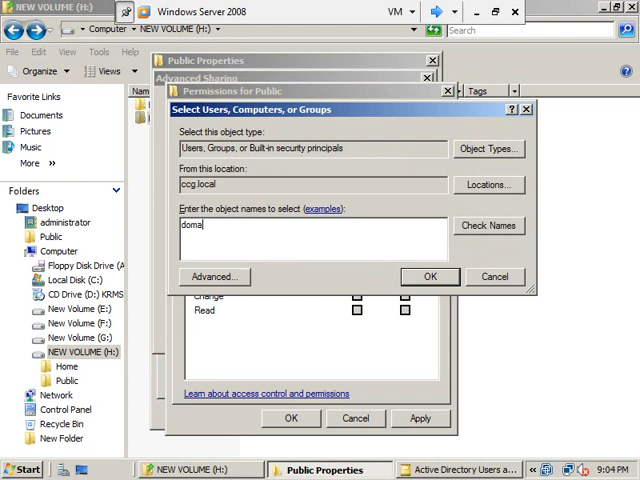 NEW VOLUME (H:)
Windows Server 2008
VM
Computer
NEW VOLUME (H:)
Search
File
Edit
View
Tools
Help
Organize
Views
Favorite Links
Documents
Pictures
Music
More »
Folders
Desktop
administrator
Public
Computer
Floppy Disk Drive (A
Local Disk (C:)
CD Drive (D:) KRMS
New Volume (E:)
New Volume (F:)
New Volume (G:)
NEW VOLUME (H:)
Home
Public
Network
Control Panel
Recycle Bin
New Folder
Public Properties
Advanced Sharing
Permissions for Public
Tags
Select Users, Computers, or Groups
Select this object type:
Users, Groups, or Built-in security principals
Object Types...
From this location:
ccg.local
Locations...
Enter the object names to select (examples):
doma
Check Names
Advanced...
OK
Cancel
Change
Read
Learn about access control and permissions
OK
Cancel
Apply
Start
NEW VOLUME (H:)
Public Properties
Active Directory Users a...
9:04 PM